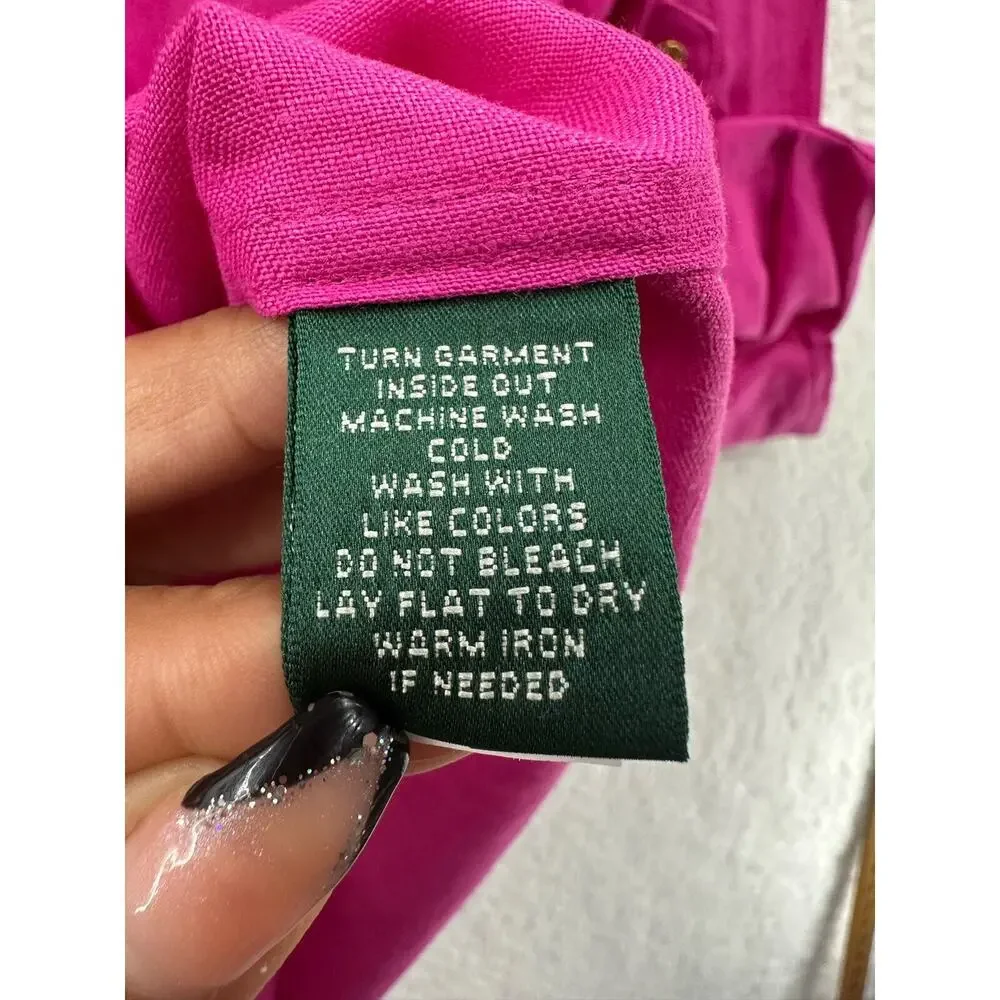 TURN GARMENT
INSIDE OUT
MACHINE WASH
COLD
WASH WITH
LIKE COLORS
DO NOT BLEACH
LAY FLAT TO DRY
WARM IRON
IF NEEDED